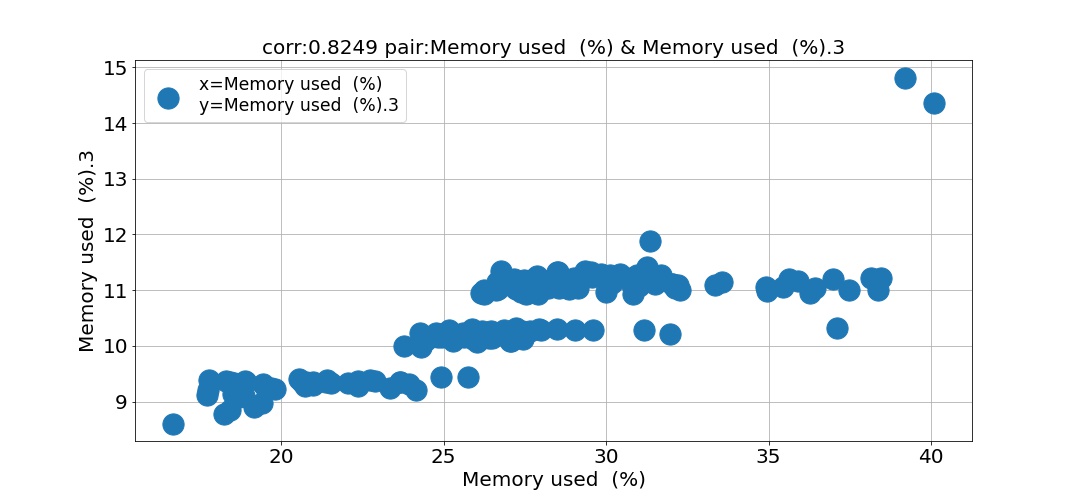 corr:0.8249 pair:Memory used  (%) & Memory used  (%).3
x=Memory used  (%)
y=Memory used  (%).3
Memory used  (%).3
15
14
13
12
11
10
9
20
25
30
35
40
Memory used  (%)